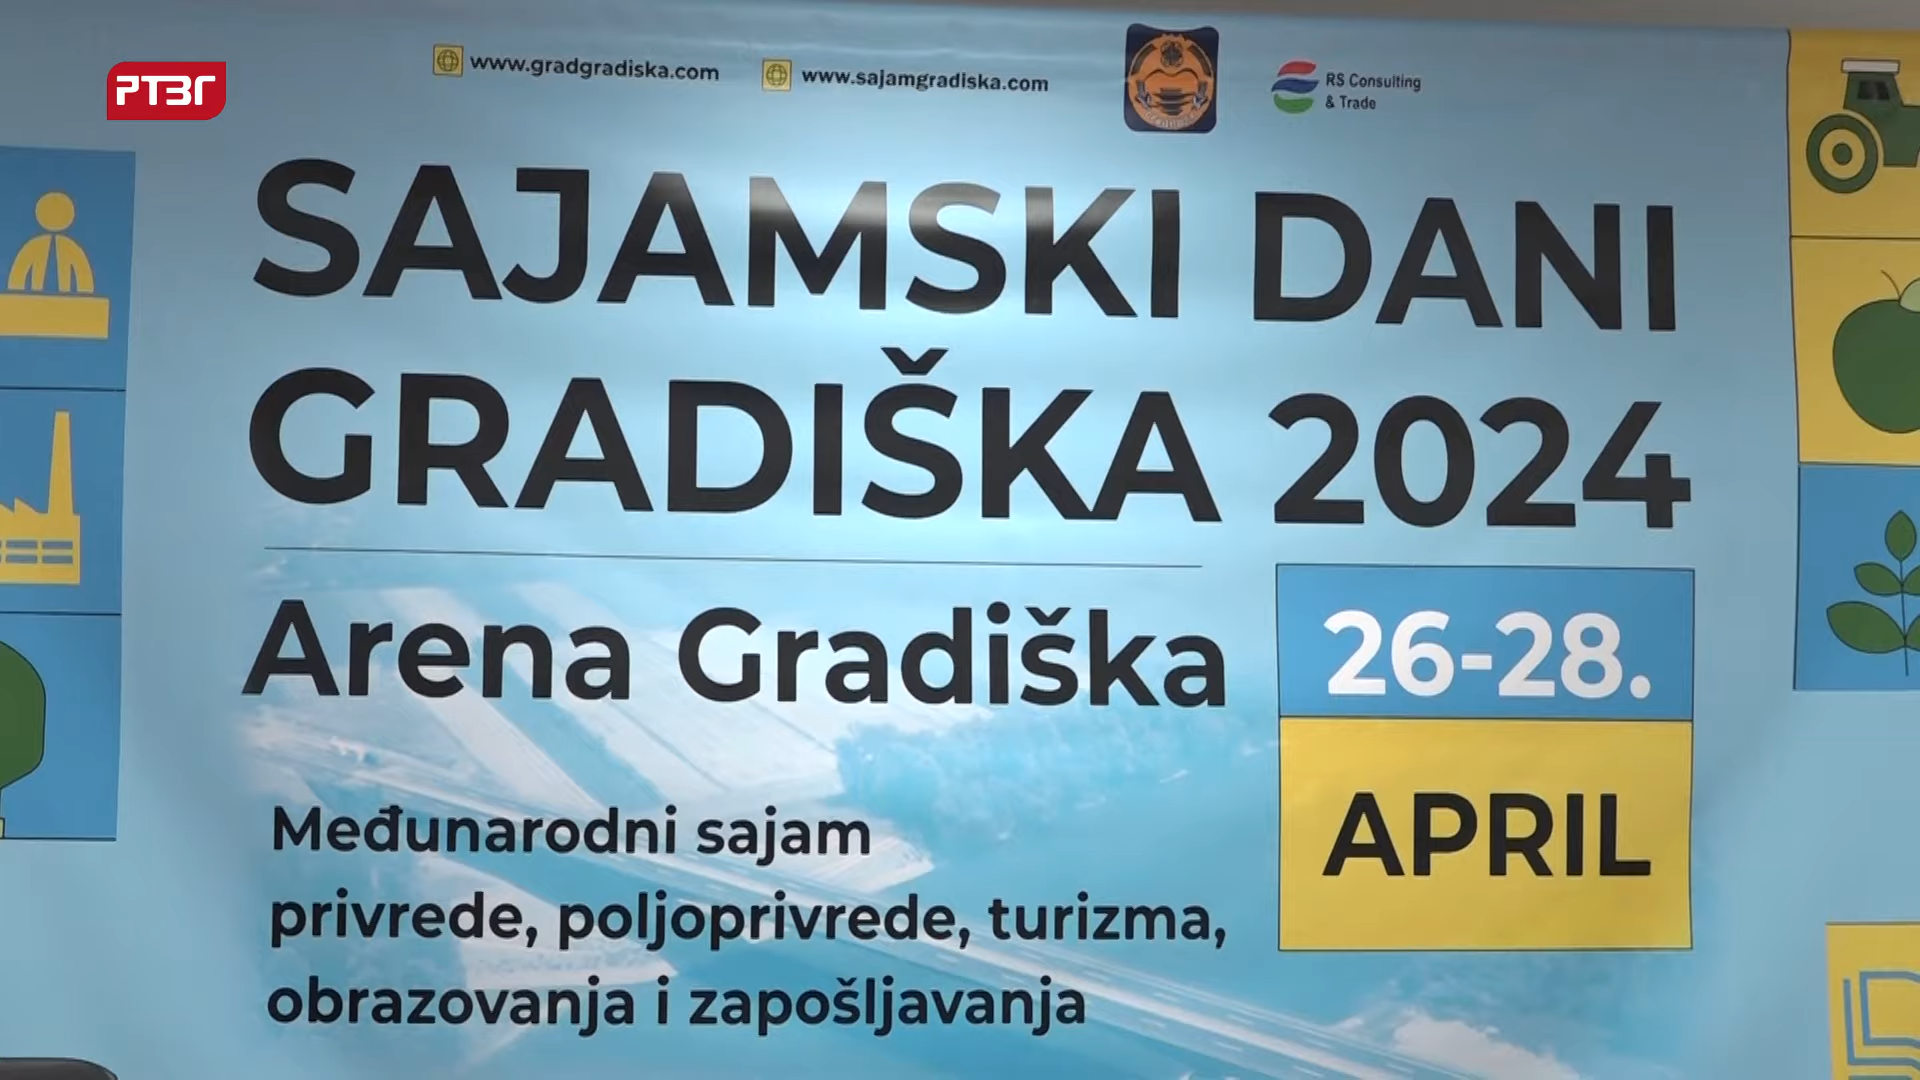 www.gradgradiska.com
www.sajamgradiska.com
RS Consulting
& Trade
РТВГ
SAJAMSKI DANI
GRADIŠKA 2024
Arena Gradiška
26-28.
APRIL
Međunarodni sajam
privrede, poljoprivrede, turizma,
obrazovanja i zapošljavanja